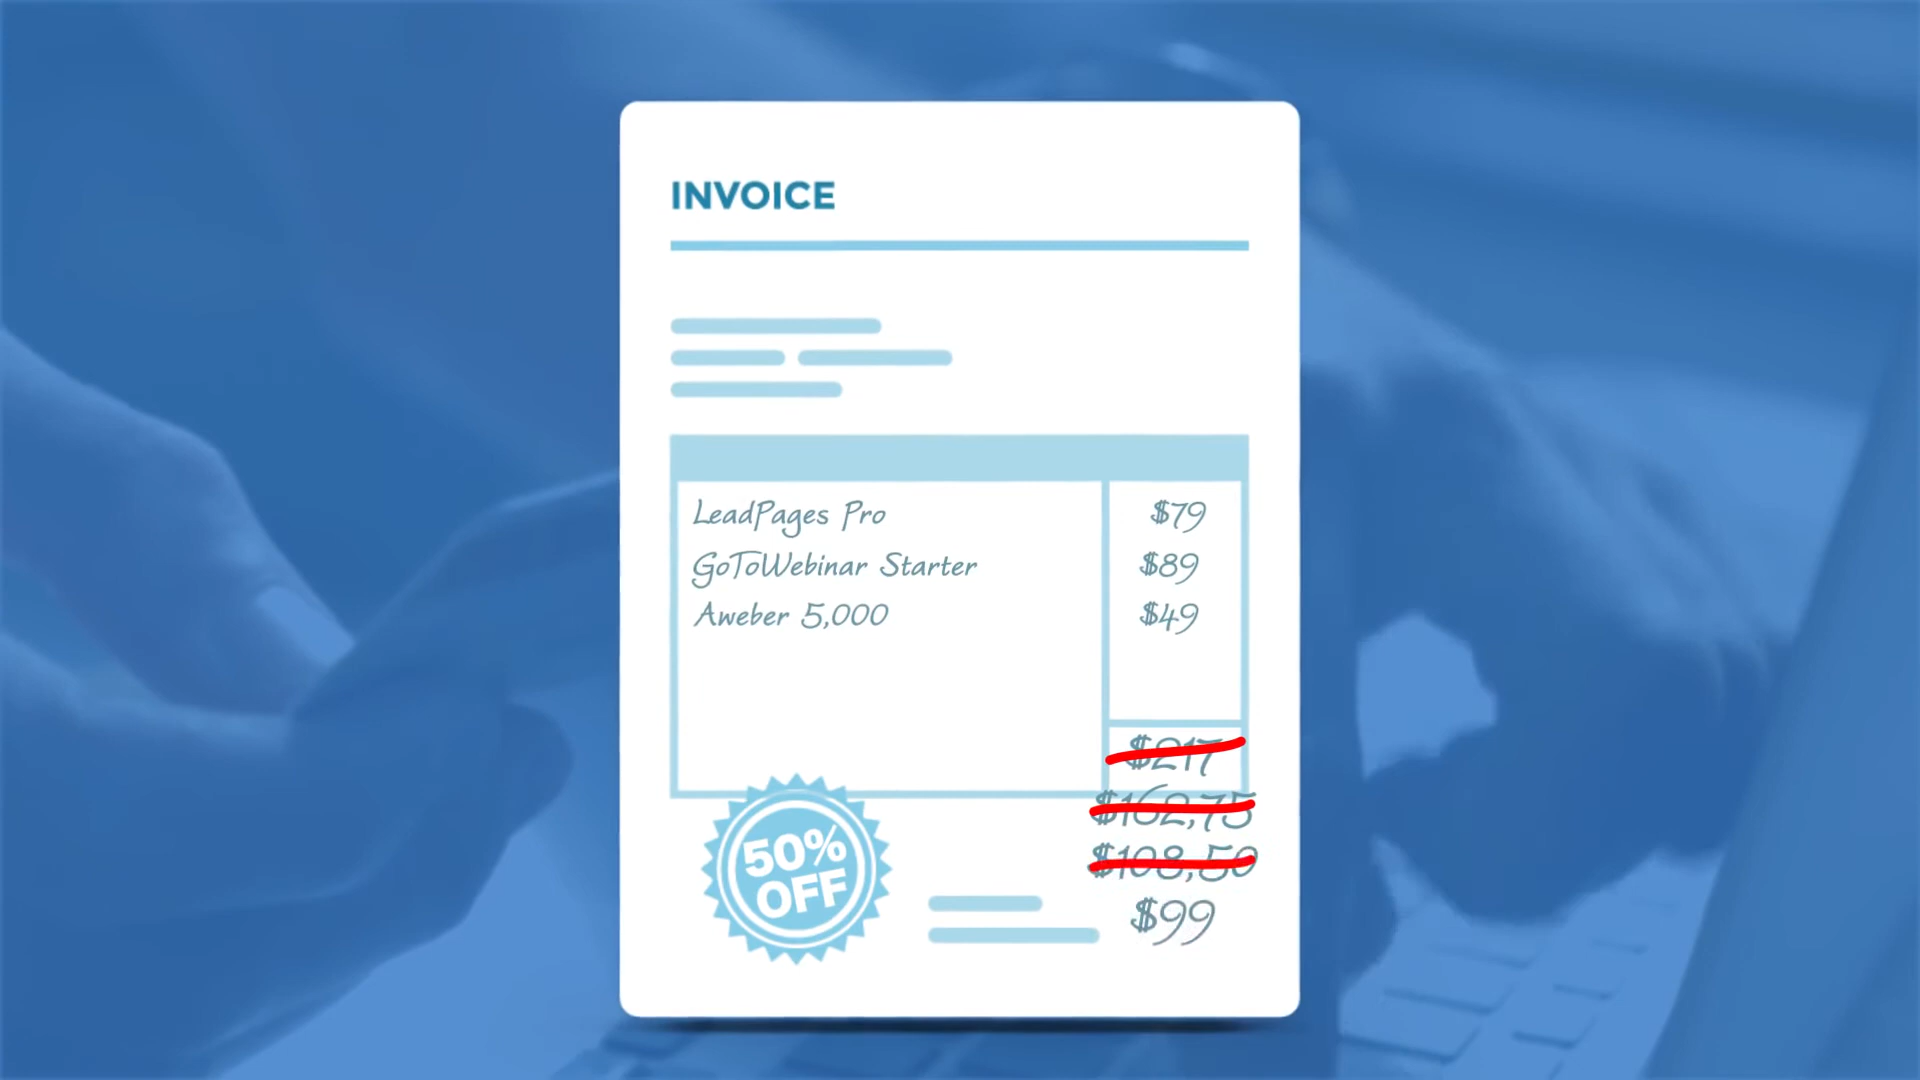 INVOICE
LeadPages Pro $79
GoToWebinar Starter $89
Aweber 5,000 $49
$217
$162,75
$108,50
$99
50%
OFF